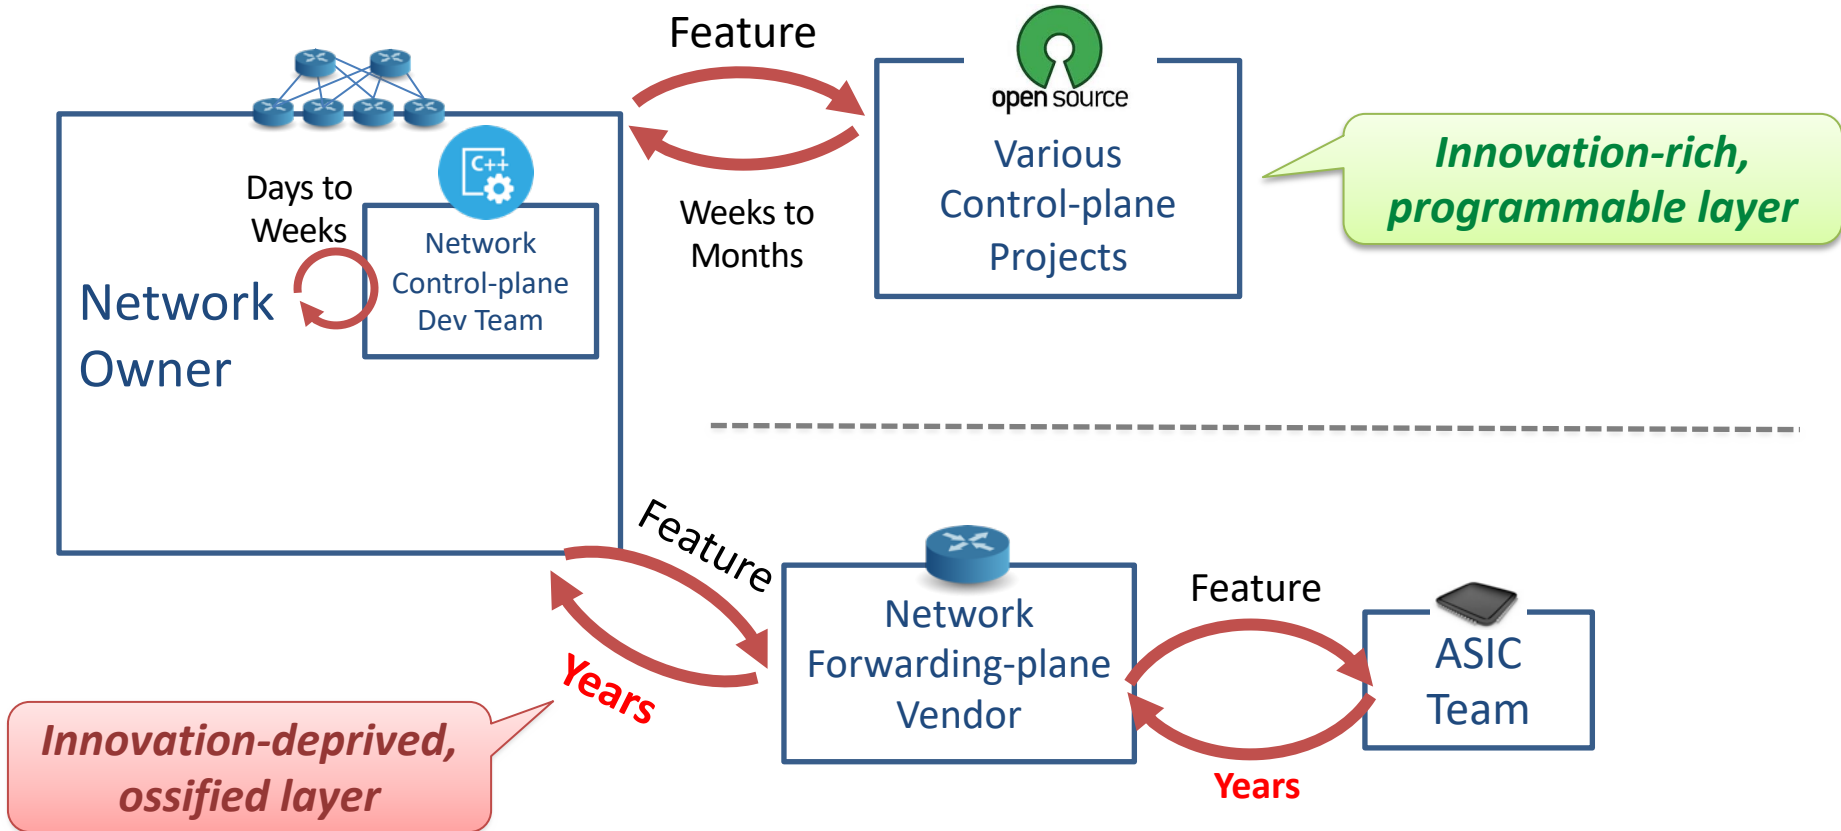 Feature
open source
Various
Control-plane
Projects
Innovation-rich,
programmable layer
C++
Days to
Weeks
Network
Control-plane
Dev Team
Weeks to
Months
Network
Owner
Feature
Years
Network
Forwarding-plane
Vendor
Feature
Years
ASIC
Team
Innovation-deprived,
ossified layer